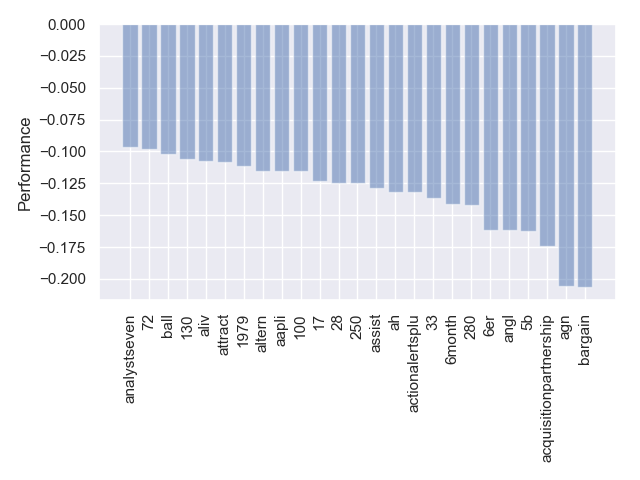 0.000
−0.025
−0.050
−0.075
−0.100
−0.125
−0.150
−0.175
−0.200
Performance
analystseven
72
ball
130
aliv
attract
1979
altern
aapli
100
17
28
250
assist
ah
actionalertsplu
33
6month
280
6er
angl
5b
acquisitionpartnership
agn
bargain